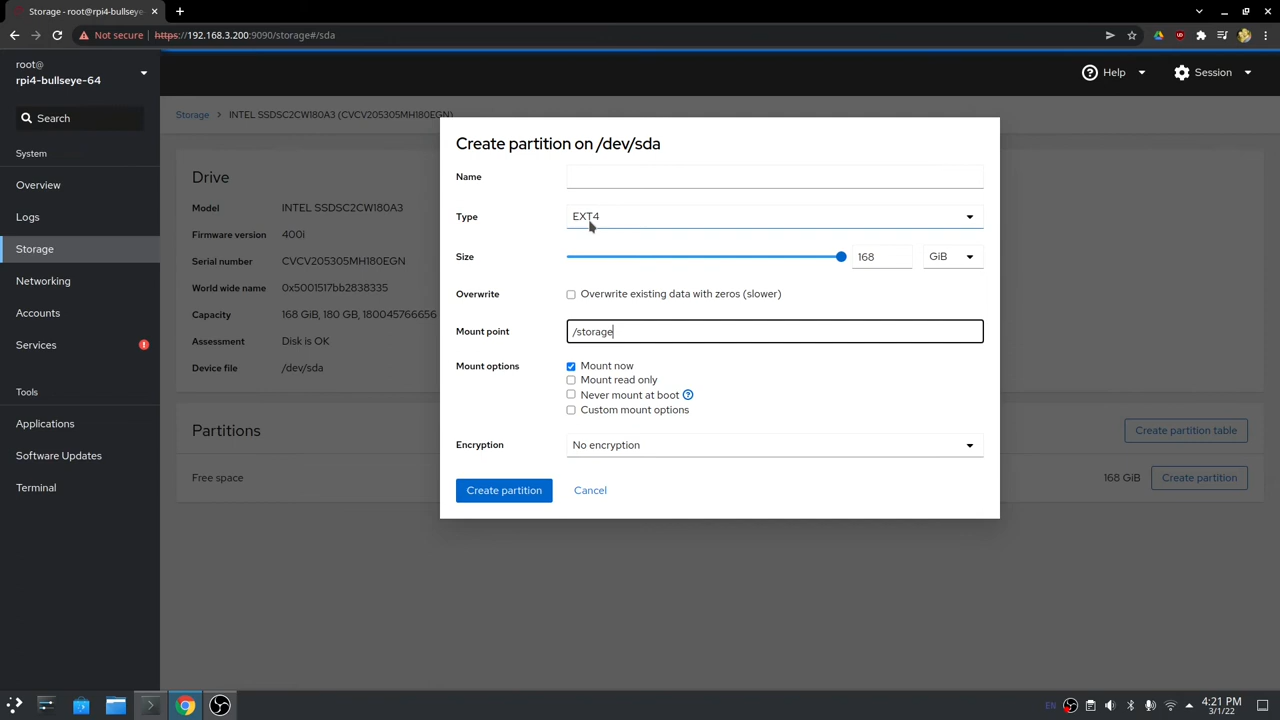 Storage - root@rpi4-bullseye
Not secure
https://192.168.3.200:9090/storage#/sda
root@
rpi4-bullseye-64
Help
Session
Search
System
Overview
Logs
Storage
Networking
Accounts
Services
Tools
Applications
Software Updates
Terminal
Storage > INTEL SSDSC2CW180A3 (CVCV205305MH180EGN)
Drive
Model INTEL SSDSC2CW180A3
Firmware version 400i
Serial number CVCV205305MH180EGN
World wide name 0x5001517bb2838335
Capacity 168 GiB, 180 GB, 180045766656
Assessment Disk is OK
Device file /dev/sda
Partitions
Create partition table
Free space 168 GiB Create partition
Create partition on /dev/sda
Name
Type EXT4
Size 168 GiB
Overwrite Overwrite existing data with zeros (slower)
Mount point /storage
Mount options Mount now
Mount read only
Never mount at boot ?
Custom mount options
Encryption No encryption
Create partition Cancel
EN
4:21 PM
3/1/22